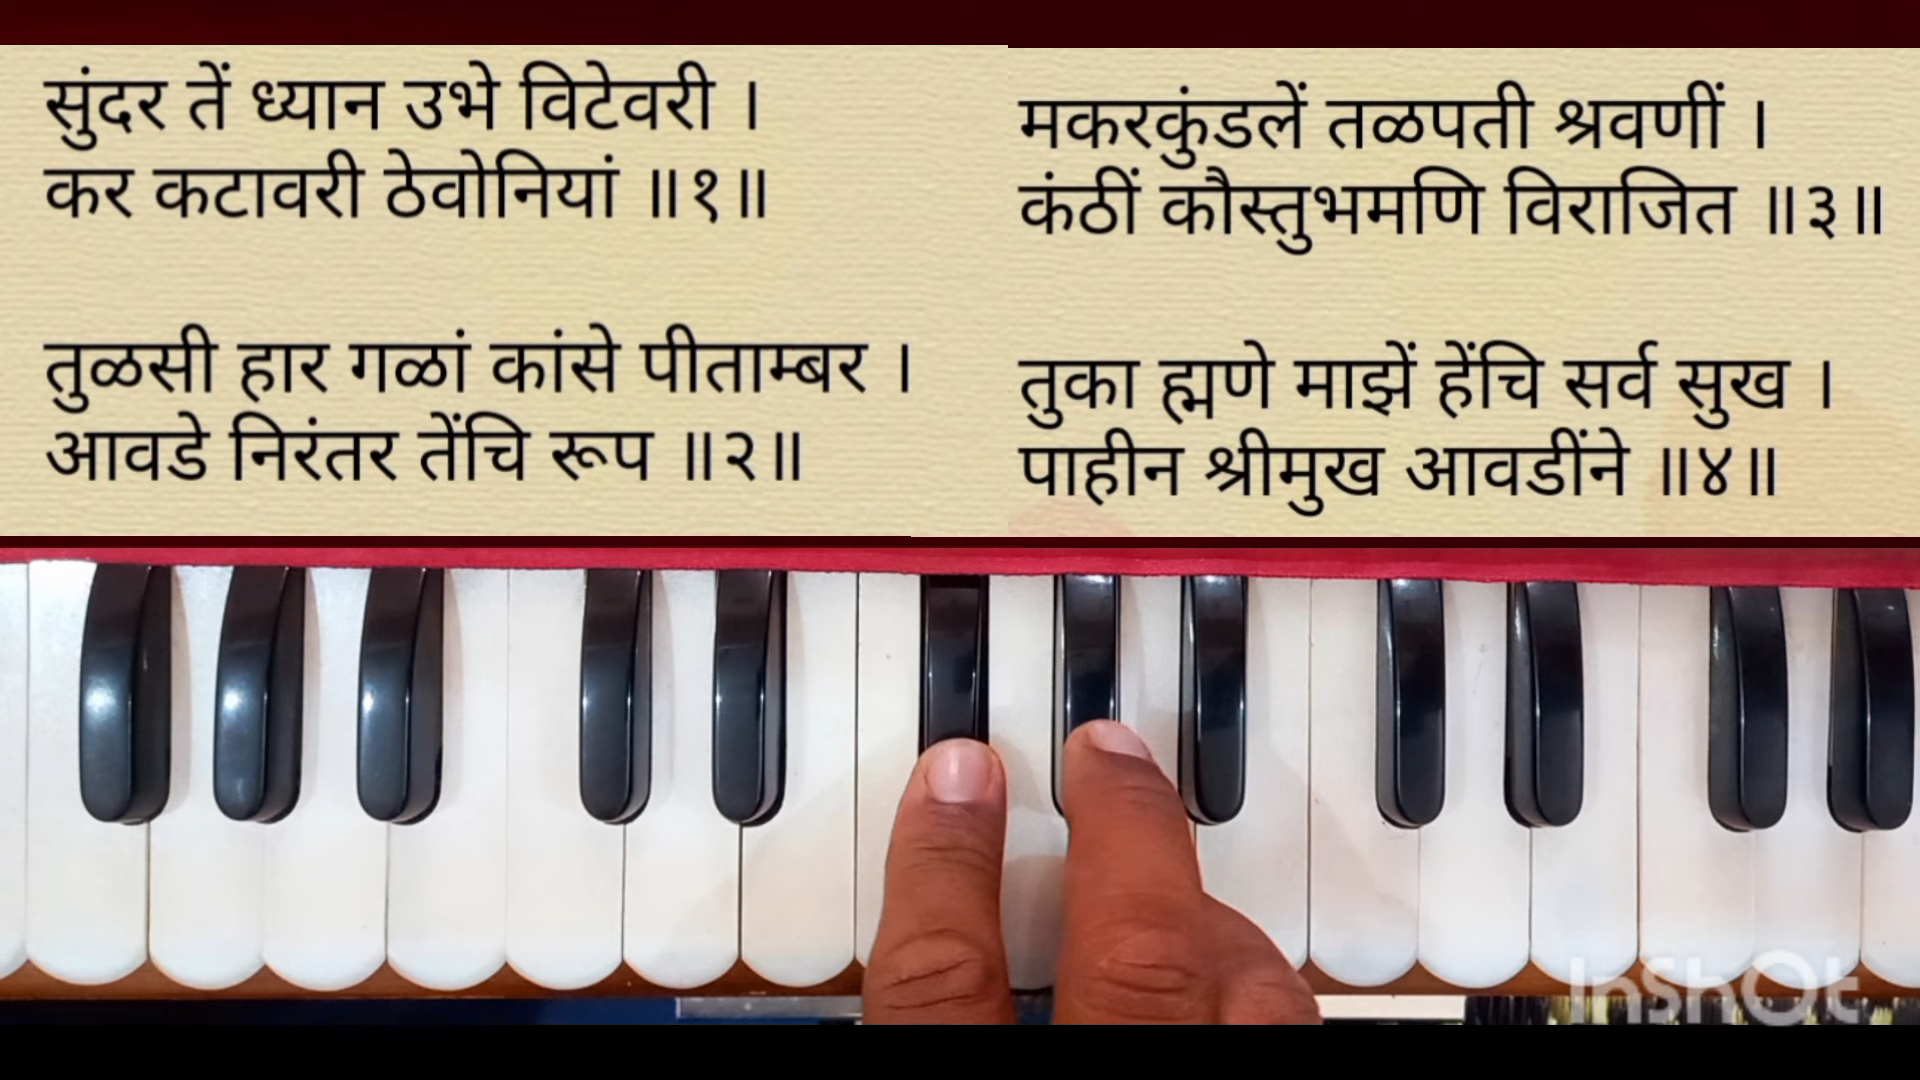 सुंदर तें ध्यान उभे विटेवरी ।
कर कटावरी ठेवोनियां ॥१॥
तुळसी हार गळां कांसे पीताम्बर ।
आवडे निरंतर तेंचि रूप ॥२॥
मकरकुंडलें तळपती श्रवणीं ।
कंठीं कौस्तुभमणि विराजित ॥३॥
तुका ह्मणे माझें हेंचि सर्व सुख ।
पाहीन श्रीमुख आवडींने ॥४॥
InShOt